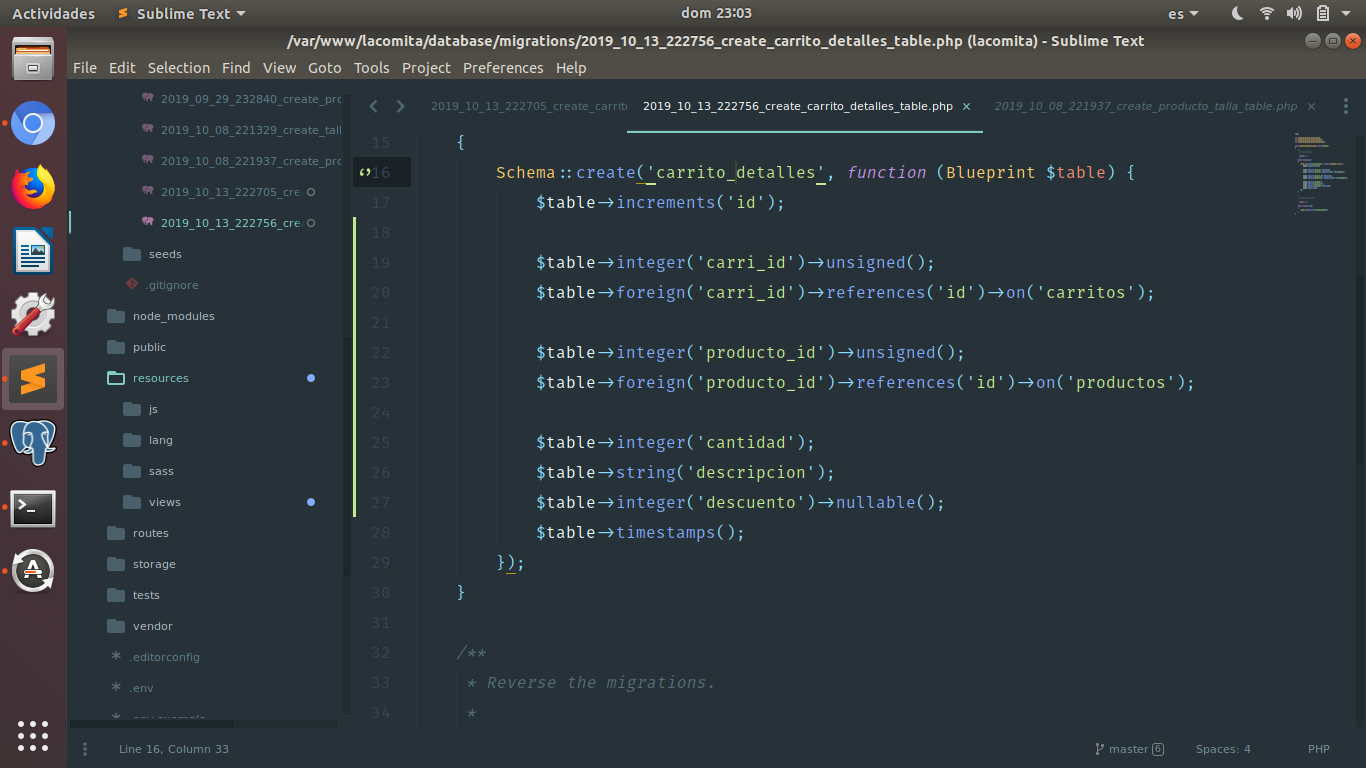 Actividades Sublime Text dom 23:03 es
/var/www/lacomita/database/migrations/2019_10_13_222756_create_carrito_detalles_table.php (lacomita) - Sublime Text
File Edit Selection Find View Goto Tools Project Preferences Help
2019_09_29_232840_create_pro
2019_10_08_221329_create_tall
2019_10_08_221937_create_pro
2019_10_13_222705_cre
2019_10_13_222756_cre
seeds
.gitignore
node_modules
public
resources
js
lang
sass
views
routes
storage
tests
vendor
* .editorconfig
* .env
* .env.example
2019_10_13_222705_create_carrib 2019_10_13_222756_create_carrito_detalles_table.php × 2019_10_08_221937_create_producto_talla_table.php ×
15 {
16 Schema::create('carrito_detalles', function (Blueprint $table) {
17 $table->increments('id');
18
19 $table->integer('carri_id')->unsigned();
20 $table->foreign('carri_id')->references('id')->on('carritos');
21
22 $table->integer('producto_id')->unsigned();
23 $table->foreign('producto_id')->references('id')->on('productos');
24
25 $table->integer('cantidad');
26 $table->string('descripcion');
27 $table->integer('descuento')->nullable();
28 $table->timestamps();
29 });
30 }
31
32 /**
33 * Reverse the migrations.
34 *
Line 16, Column 33 master 6 Spaces: 4 PHP